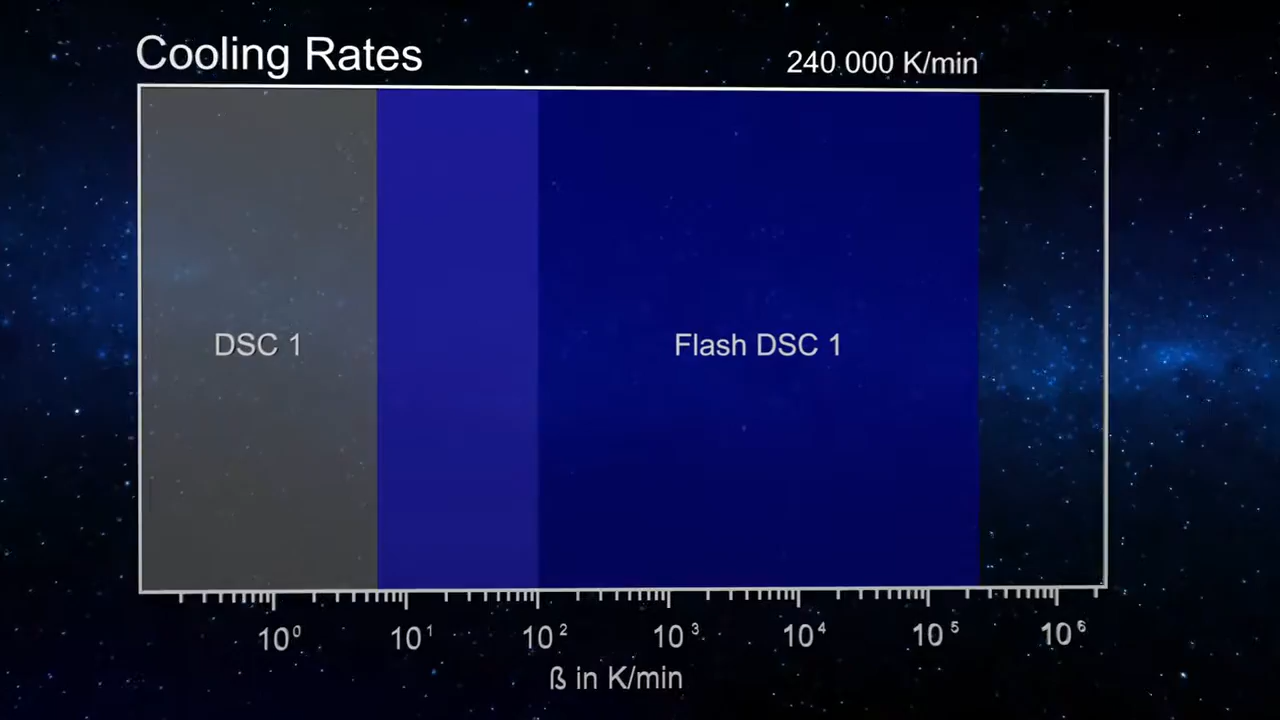 Cooling Rates
240 000 K/min
DSC 1
Flash DSC 1
10⁰ 10¹ 10² 10³ 10⁴ 10⁵ 10⁶
ß in K/min